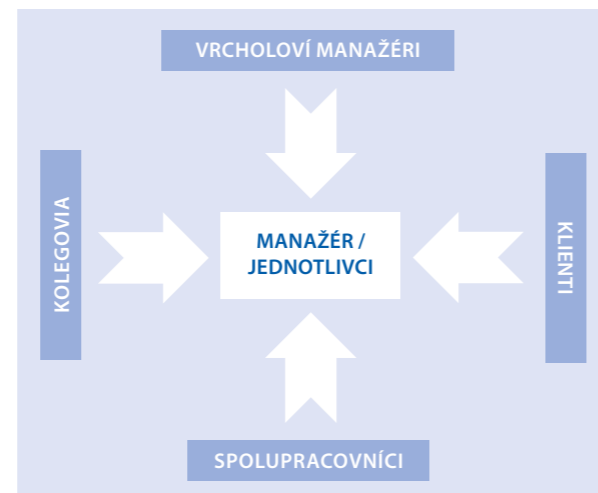 VRCHOLOVÍ MANAŽÉRI
KOLEGOVIA
MANAŽÉR /
JEDNOTLIVCI
KLIENTI
SPOLUPRACOVNÍCI